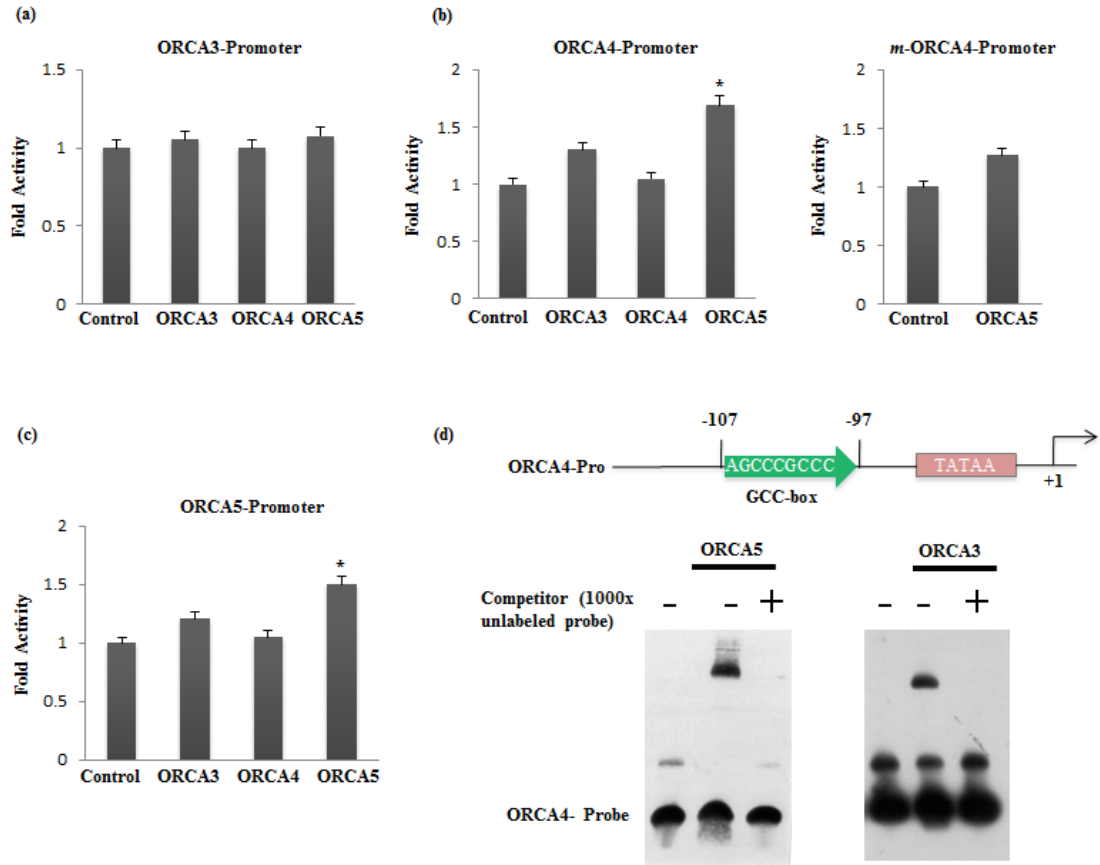 (a)
ORCA3-Promoter
Fold Activity
1.5
1
0.5
0
Control ORCA3 ORCA4 ORCA5
(b)
ORCA4-Promoter
Fold Activity
2
1.5
1
0.5
0
Control ORCA3 ORCA4 ORCA5
m-ORCA4-Promoter
Fold Activity
2
1.5
1
0.5
0
Control ORCA5
*
(c)
ORCA5-Promoter
Fold Activity
2
1.5
1
0.5
0
Control ORCA3 ORCA4 ORCA5
*
(d)
-107 -97
ORCA4-Pro AGCCCGCCC TATAA
GCC-box +1
ORCA5 ORCA3
Competitor (1000x
unlabeled probe)
- - + - - +
ORCA4- Probe